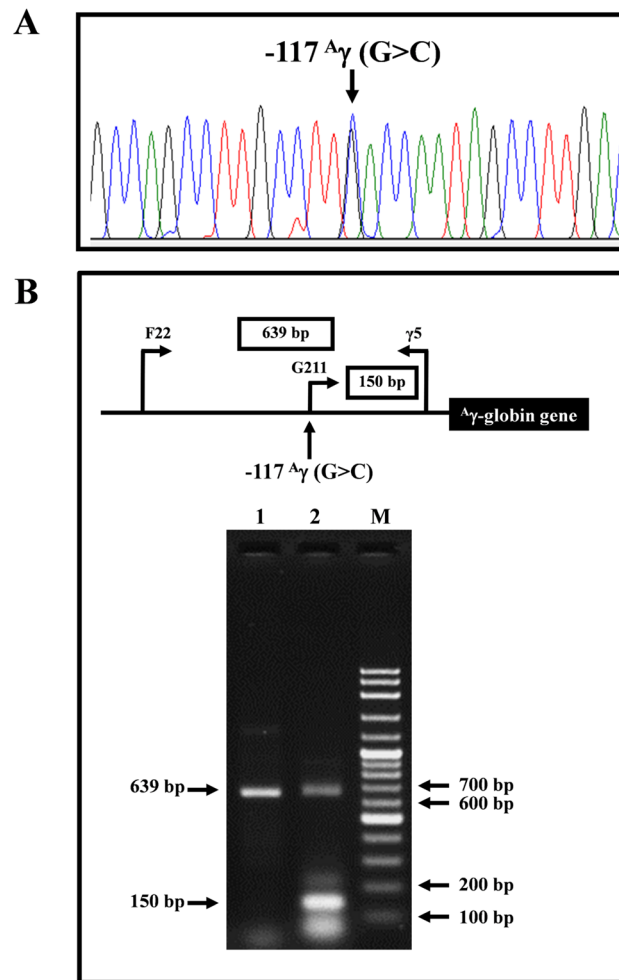 A
-117 ᴬγ (G>C)
B
F22
639 bp
γ5
G211
150 bp
ᴬγ-globin gene
-117 ᴬγ (G>C)
1 2 M
639 bp
700 bp
600 bp
200 bp
150 bp
100 bp